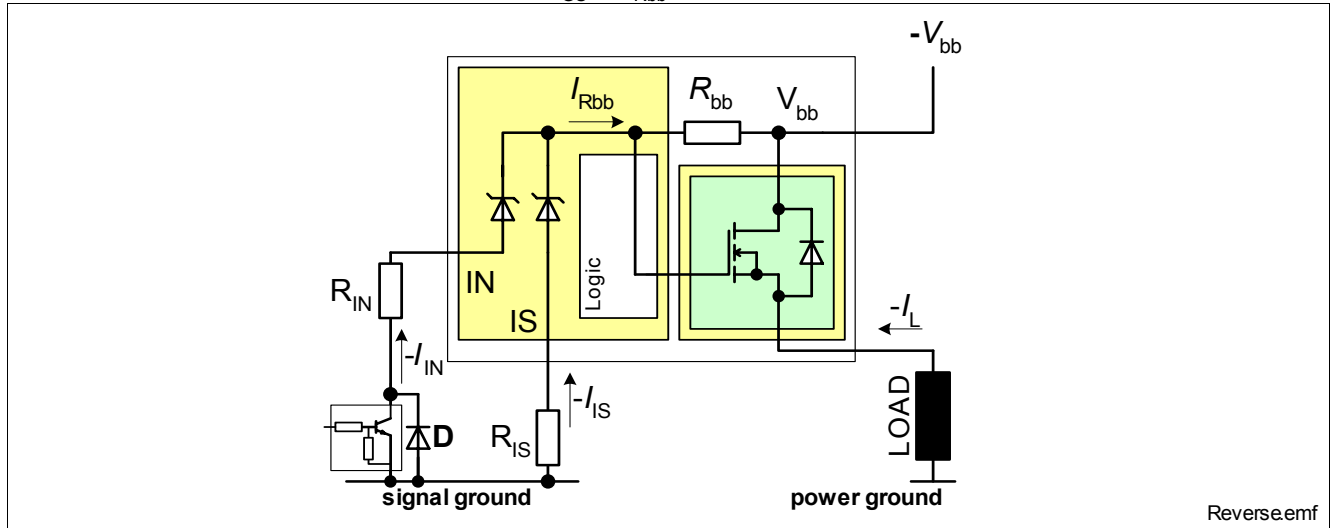 -Vbb
IRbb
Rbb
Vbb
RIN
IN
Logic
IS
-IL
-IIN
-IIS
D
RIS
LOAD
signal ground
power ground
Reverse.emf